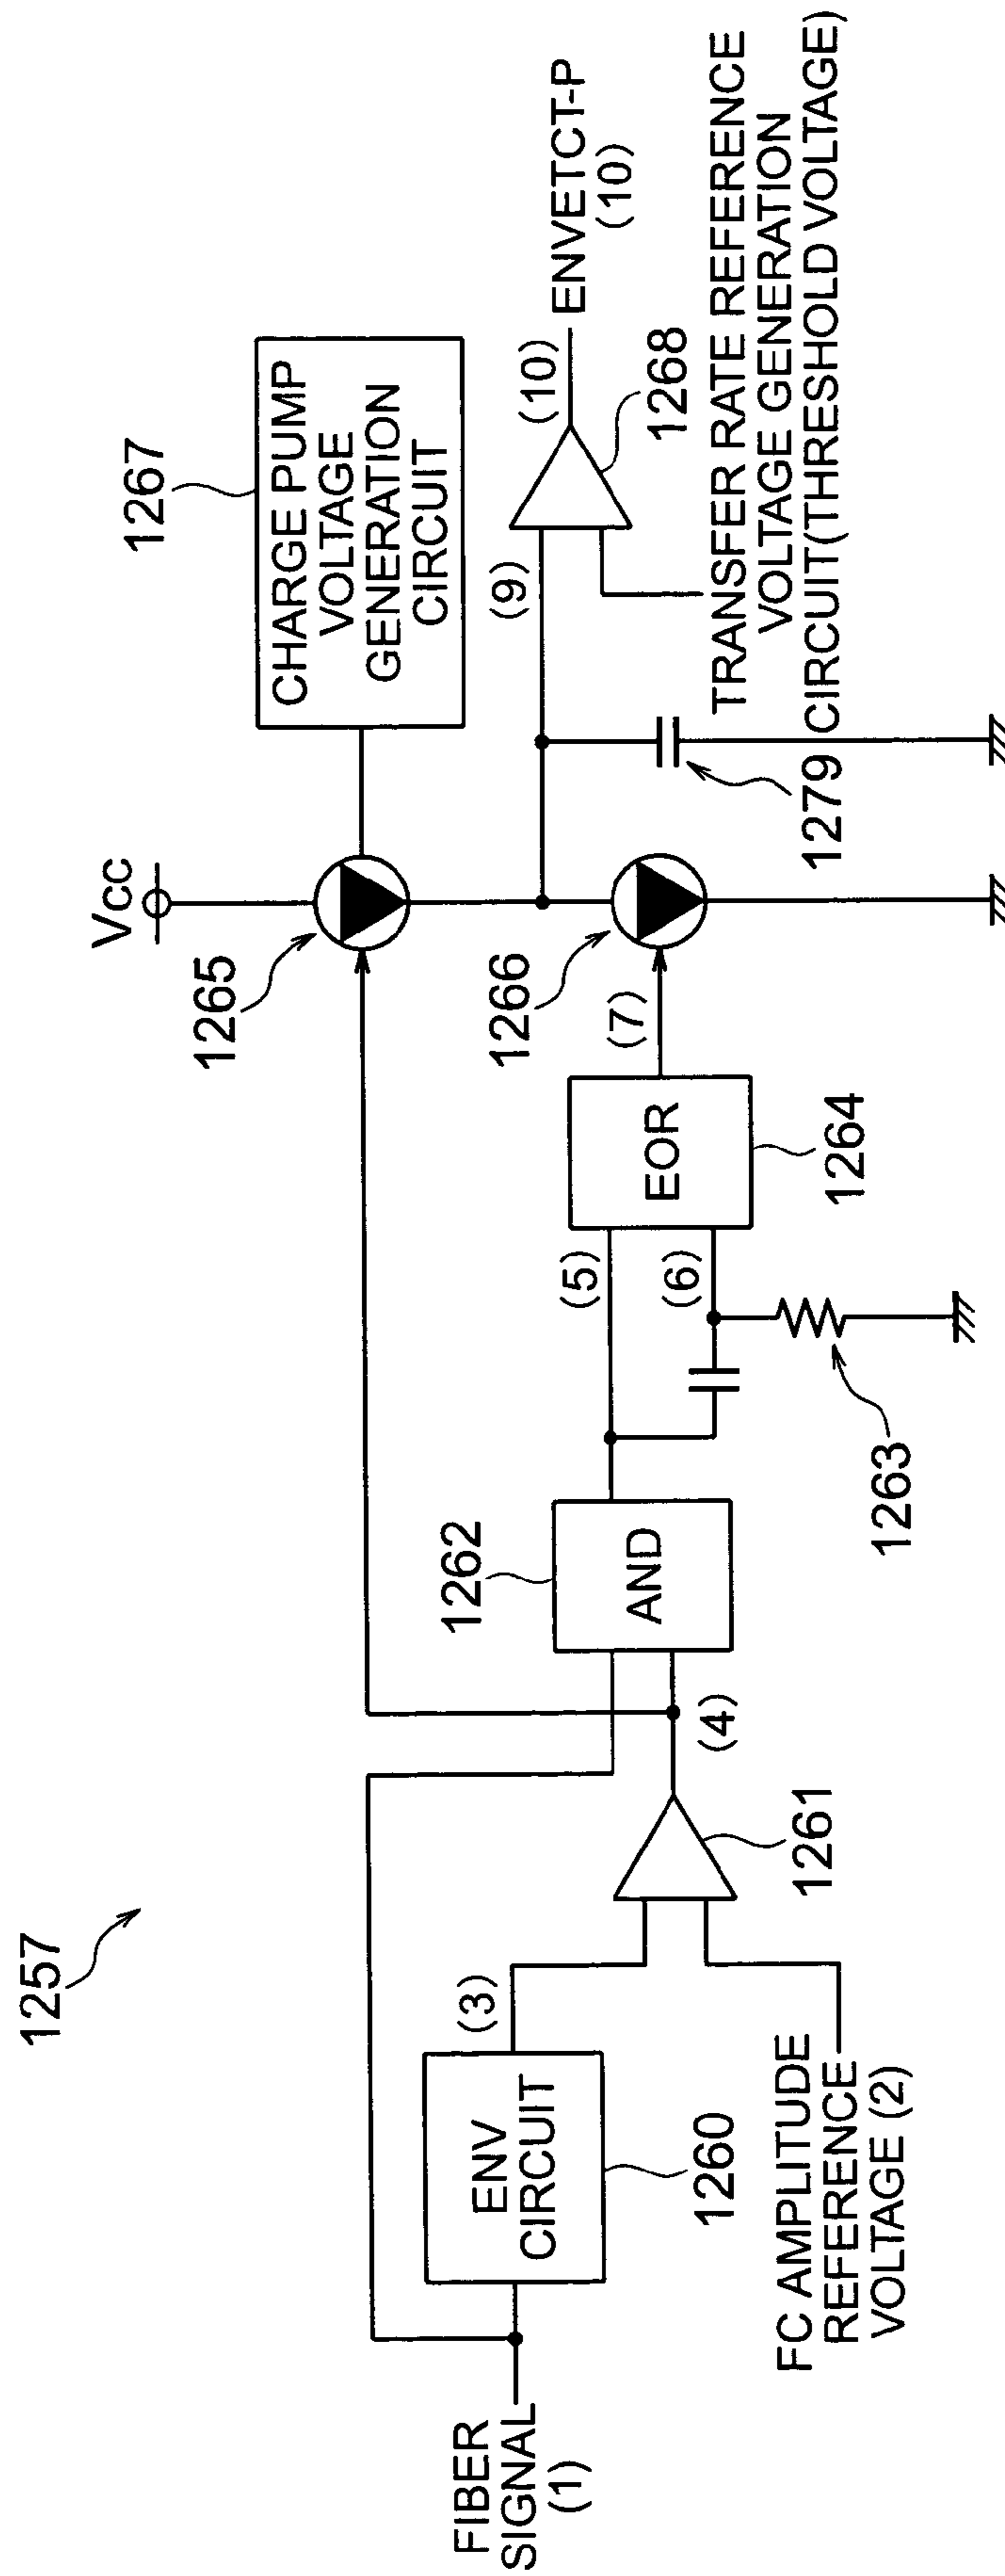 1257
FIBER
SIGNAL
(1)
ENV
CIRCUIT
1260
(3)
FC AMPLITUDE
REFERENCE
VOLTAGE (2)
1261
(4)
1262
AND
(5)
(6)
1263
EOR
1264
(7)
Vcc
1265
1266
1267
CHARGE PUMP
VOLTAGE
GENERATION
CIRCUIT
(9)
1279
1268
(10)
ENVETCT-P
(10)
TRANSFER RATE REFERENCE
VOLTAGE GENERATION
CIRCUIT(THRESHOLD VOLTAGE)